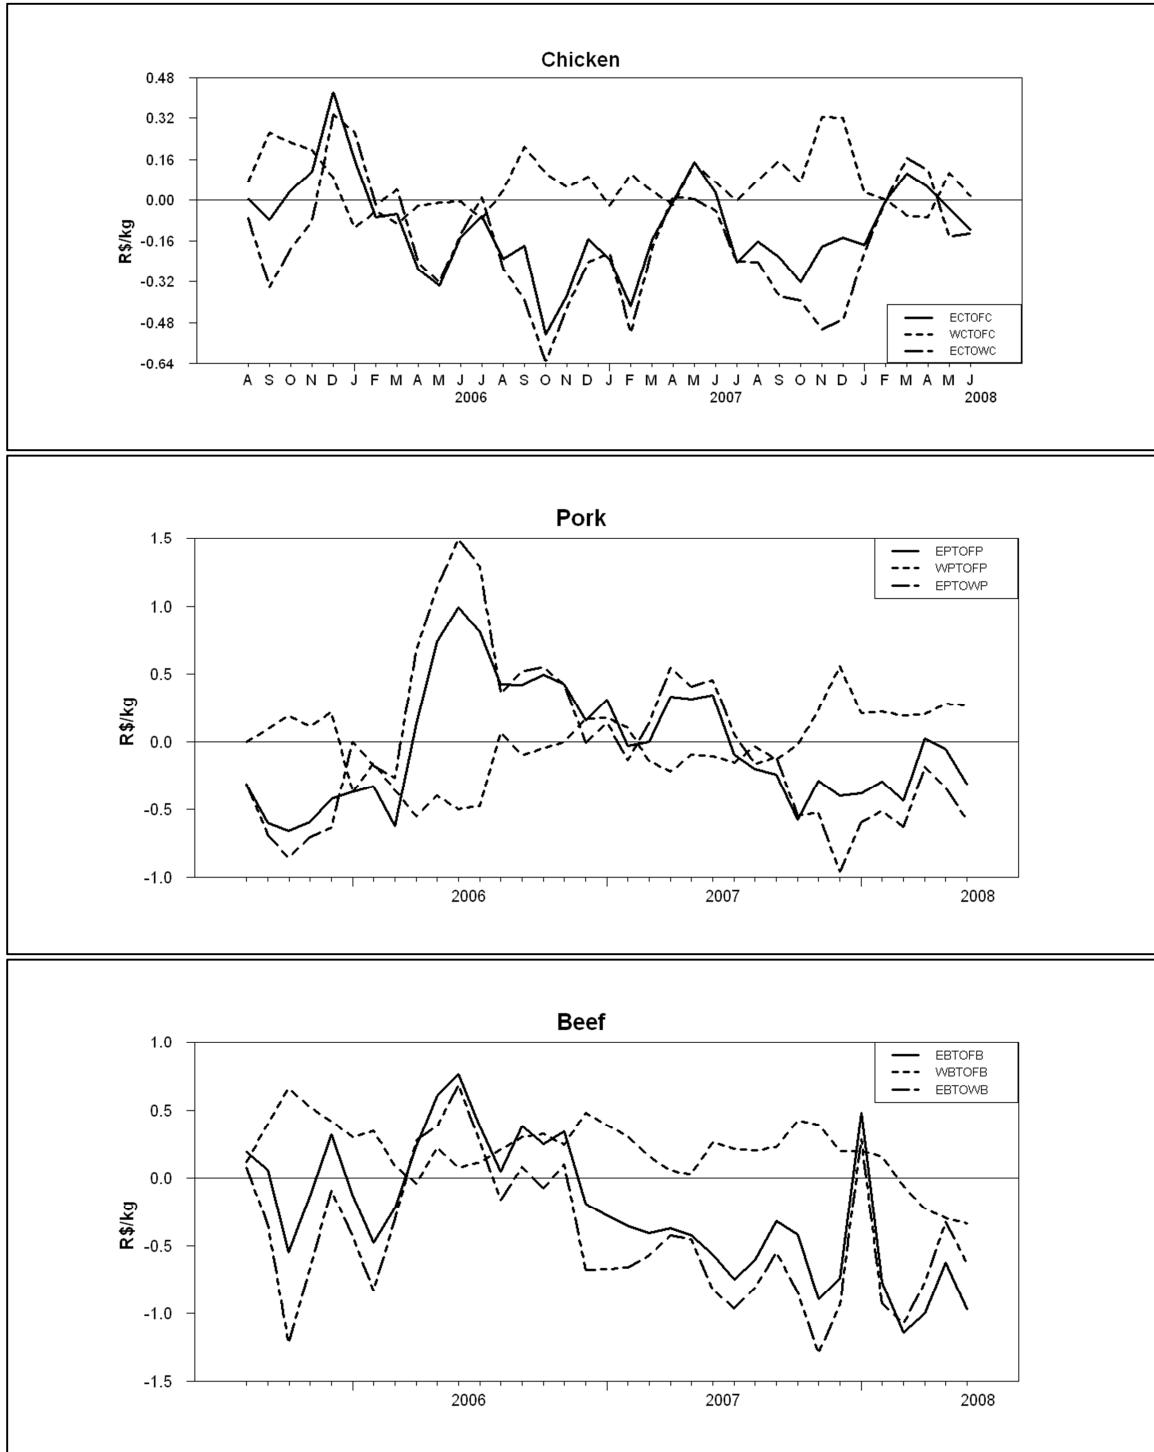 Chicken
0.48
0.32
0.16
0.00
-0.16
-0.32
-0.48
-0.64
R$/kg
ECTOFC
WCTOFC
ECTOWC
A S O N D J F M A M J J A S O N D J F M A M J J A S O N D J F M A M J
2006 2007 2008
Pork
1.5
1.0
0.5
0.0
-0.5
-1.0
R$/kg
EPTOFP
WPTOFP
EPTOWP
2006 2007 2008
Beef
1.0
0.5
0.0
-0.5
-1.0
-1.5
R$/kg
EBTOFB
WBTOFB
EBTOWB
2006 2007 2008